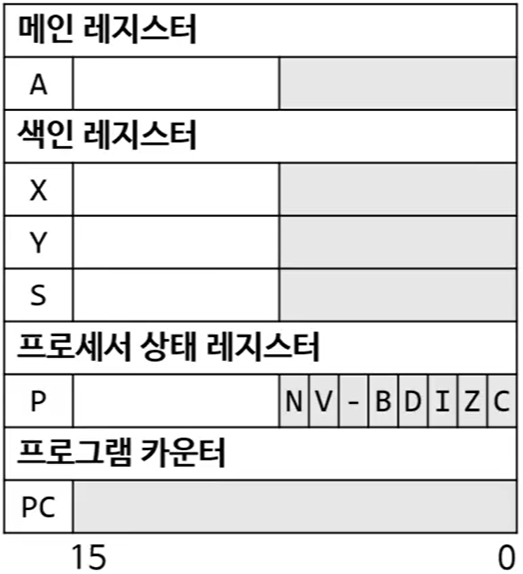 메인 레지스터
A
색인 레지스터
X
Y
S
프로세서 상태 레지스터
P N V - B D I Z C
프로그램 카운터
PC
15 0